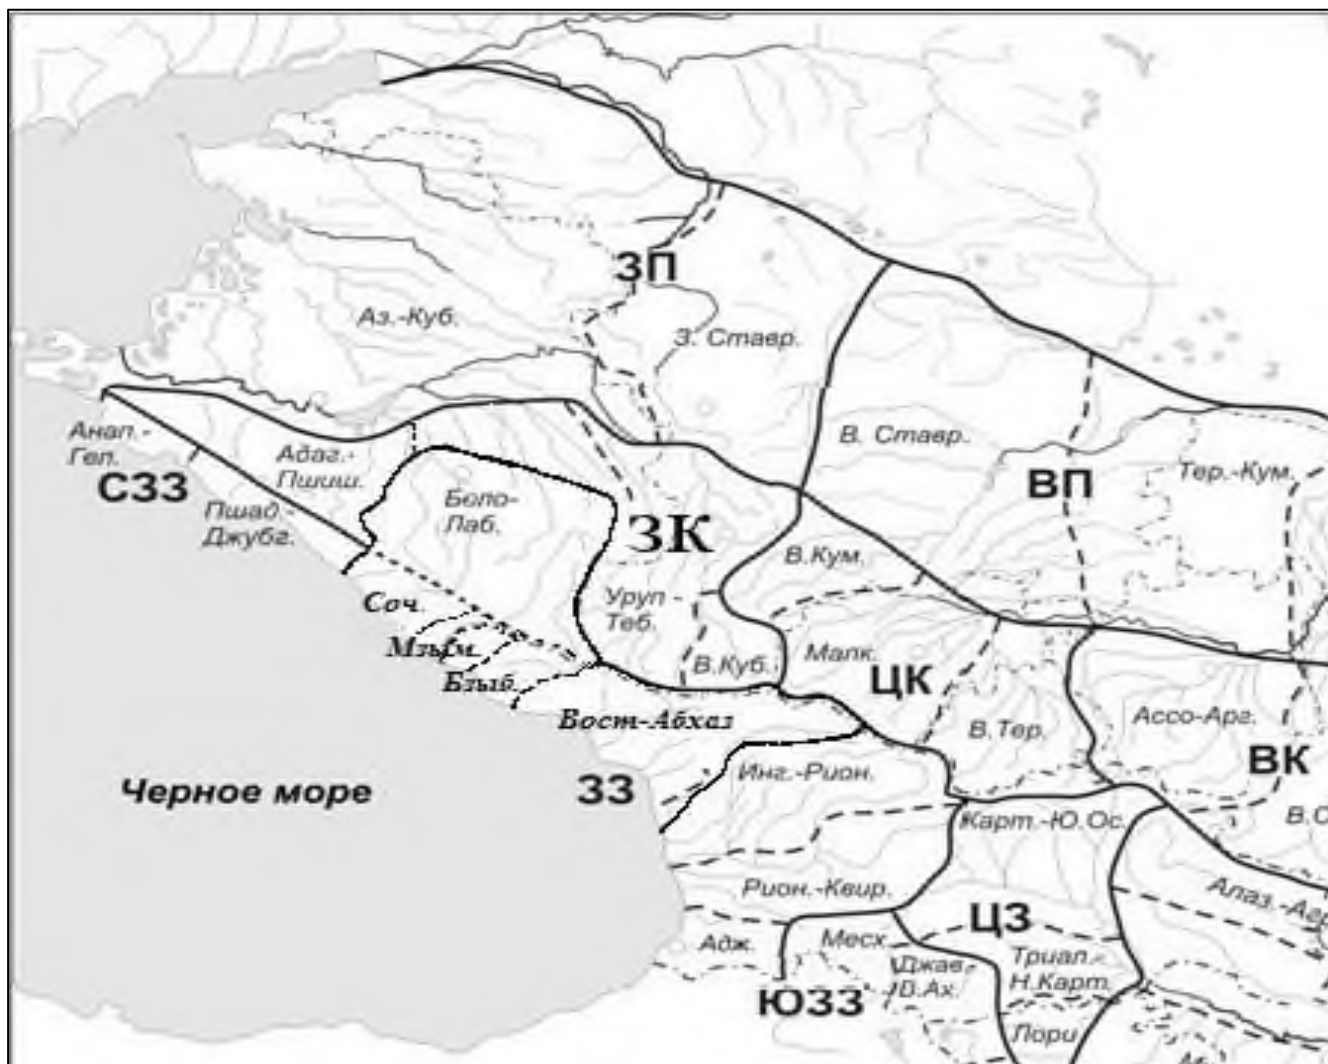 ЗП
Аз.-Куб.
З. Ставр.
Анап.-
Геп.
Адаг.-
Пшиш.
СЗЗ
Пшад.-
Джубг.
Бело-
Лаб.
В. Ставр.
ВП
Тер.-Кум.
ЗК
В.Кум.
Соч.
Мзым.
Бзыб.
Уруп -
Теб.
В.Куб.
Малк.
ЦК
Вост-Абхаз
В.Тер.
Ассо-Арг.
ВК
Черное море
ЗЗ
Инг.-Рион.
Карт.-Ю.Ос.
Рион.-Квир.
Адж.
Месх.
ЦЗ
Джав.-
В.Ах.
Триал.-
Н.Карт.
ЮЗЗ
Лори